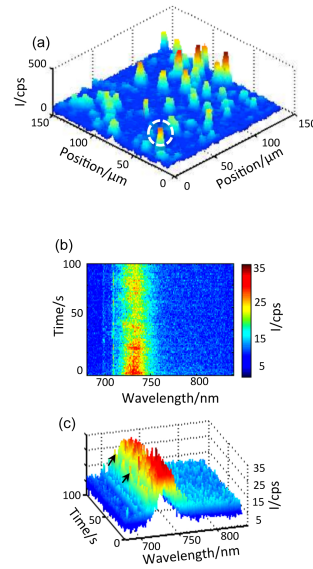 (a)
500
I/cps
0
150
100
50
0
Position/µm
0
50
100
150
Position/µm
(b)
100
Time/s
50
0
700
750
800
Wavelength/nm
35
25
15
5
I/cps
(c)
100
50
0
Time/s
700
750
800
Wavelength/nm
35
25
15
5
I/cps